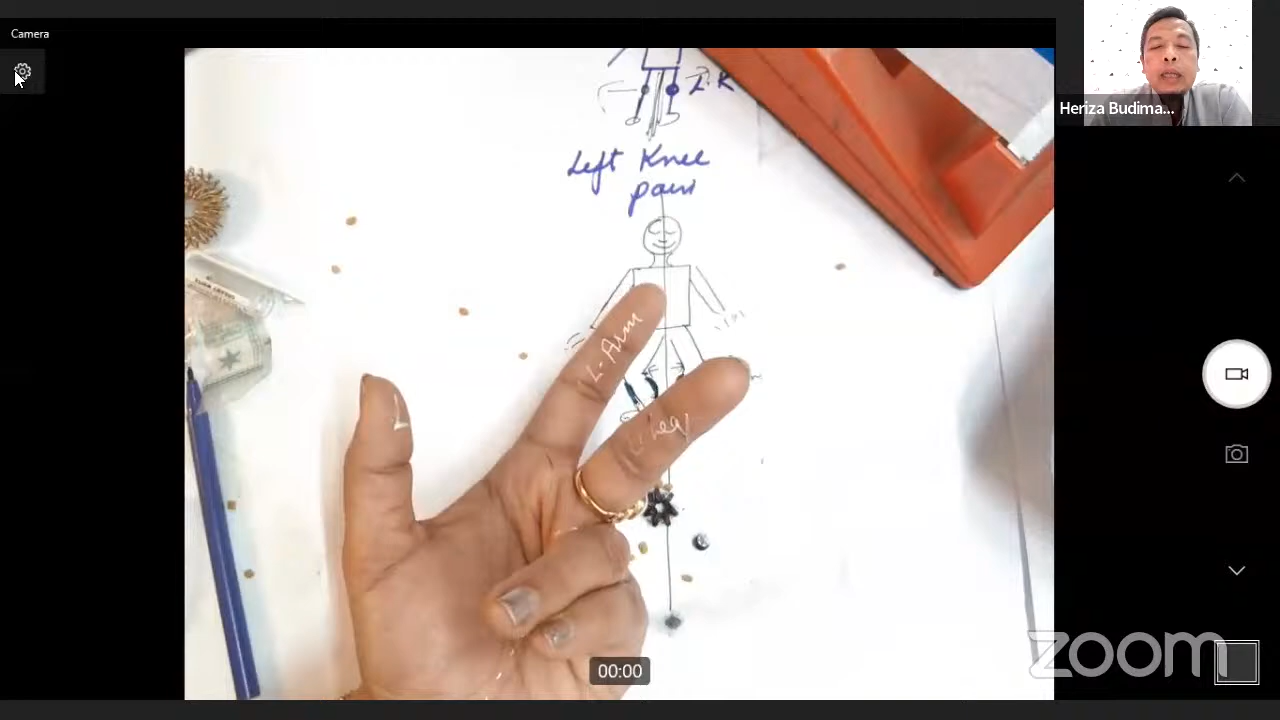 Camera
Heriza Budima...
L.K
Left Knee
pain
L. Arm
L. Leg
L
00:00
zoom